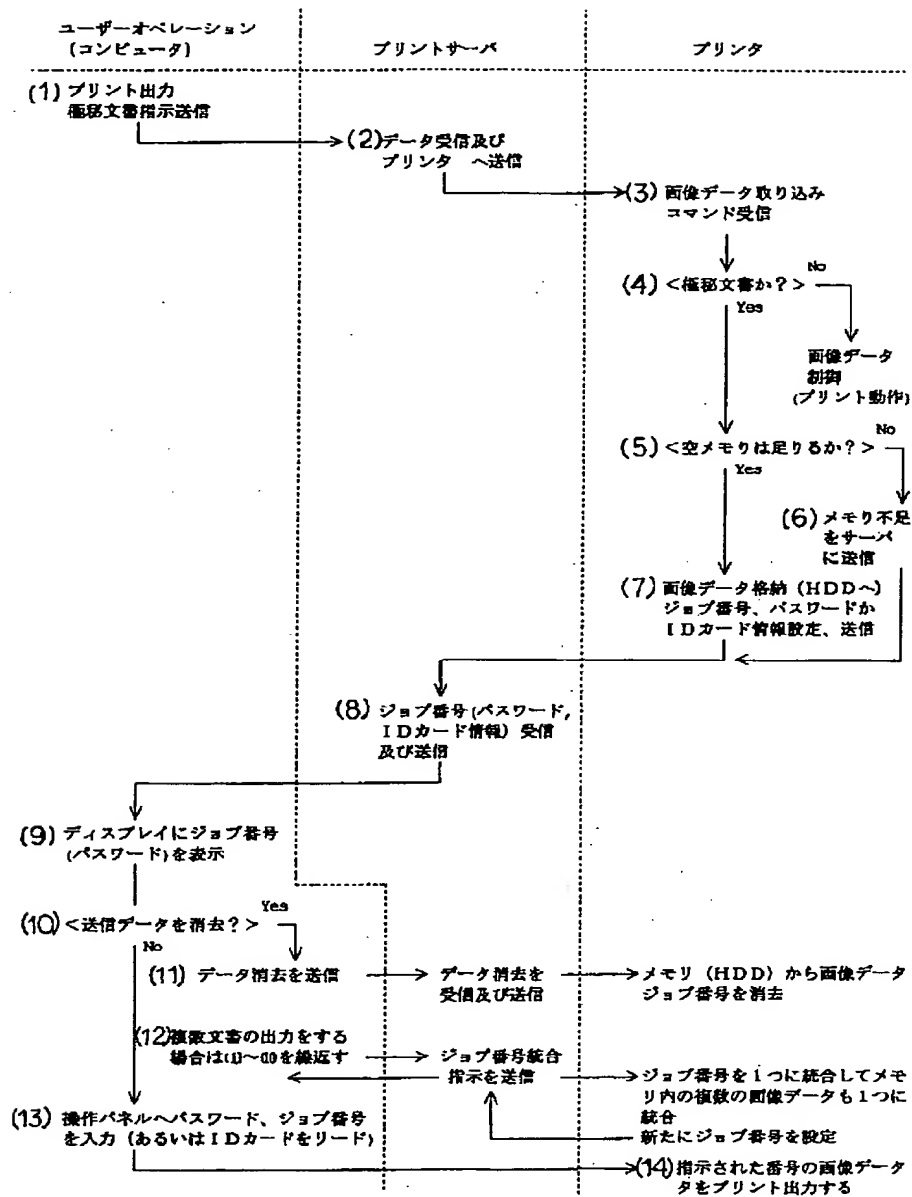 ユーザーオペレーション
(コンピュータ)
プリントサーバ
プリンタ
(1) プリント出力
極秘文書指示送信
(2) データ受信及び
プリンタ へ送信
(3) 画像データ取り込み
コマンド受信
(4) <極秘文書か?>
No
Yes
画像データ
制御
(プリント動作)
(5) <空メモリは足りるか?>
No
Yes
(6) メモリ不足
をサーバ
に送信
(7) 画像データ格納 (HDDへ)
ジョブ番号、パスワードか
IDカード情報設定、送信
(8) ジョブ番号(パスワード,
IDカード情報) 受信
及び送信
(9) ディスプレイにジョブ番号
(パスワード)を表示
(10) <送信データを消去?>
Yes
No
(11) データ消去を送信
データ消去を
受信及び送信
メモリ (HDD) から画像データ
ジョブ番号を消去
(12) 複数文書の出力をする
場合は を繰返す
ジョブ番号統合
指示を送信
ジョブ番号を1つに統合してメモ
リ内の複数の画像データも1つに
統合
新たにジョブ番号を設定
(13) 操作パネルへパスワード、ジョブ番号
を入力 (あるいはIDカードをリード)
(14) 指示された番号の画像データ
タをプリント出力する